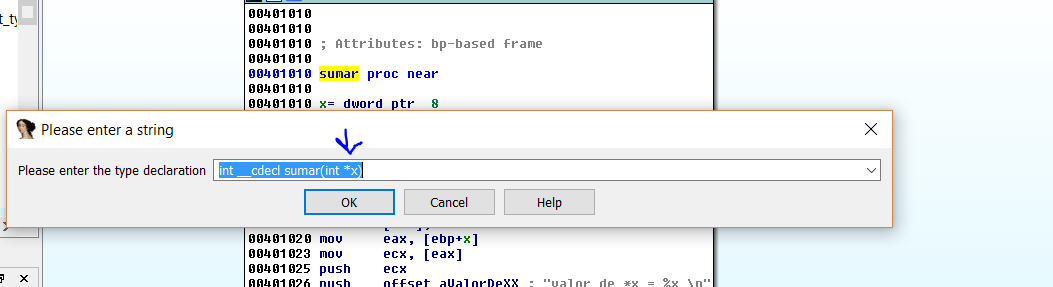 t_ty
00401010
00401010
00401010 ; Attributes: bp-based frame
00401010
00401010 sumar proc near
00401010
00401010 x= dword ptr 8
Please enter a string
Please enter the type declaration int __cdecl sumar(int *x)
OK Cancel Help
00401020 mov eax, [ebp+x]
00401023 mov ecx, [eax]
00401025 push ecx
00401026 push offset aValorDeXX ; "valor de *x = %x \n"